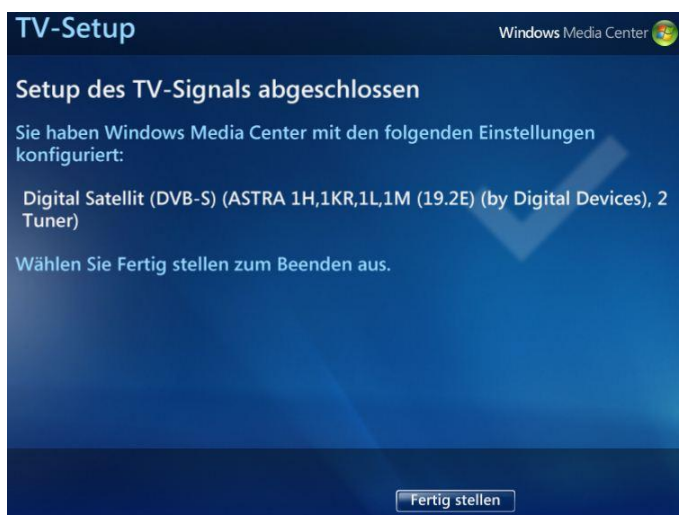 TV-Setup
Windows Media Center
Setup des TV-Signals abgeschlossen
Sie haben Windows Media Center mit den folgenden Einstellungen
konfiguriert:
Digital Satellit (DVB-S) (ASTRA 1H,1KR,1L,1M (19.2E) (by Digital Devices), 2
Tuner)
Wählen Sie Fertig stellen zum Beenden aus.
Fertig stellen